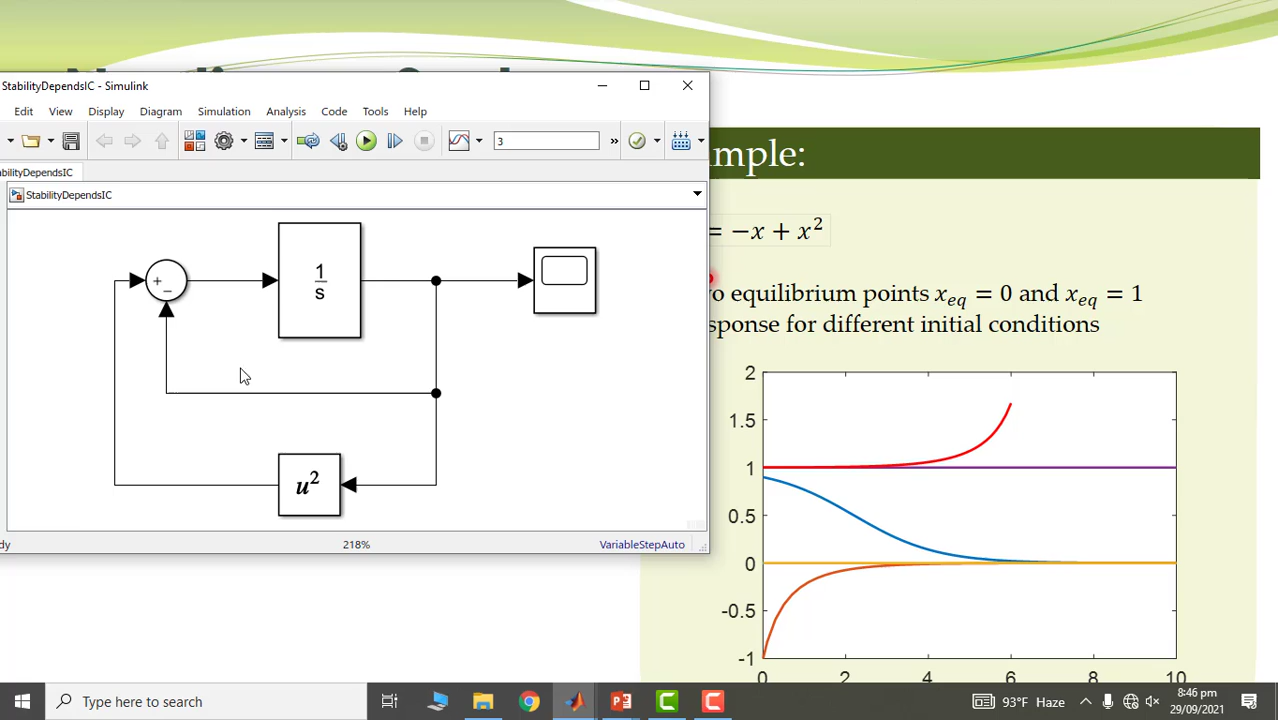 StabilityDependsIC - Simulink
Edit View Display Diagram Simulation Analysis Tools Code Help
3
»
StabilityDependsIC
+
−
1
s
u²
218%
VariableStepAuto
mple:
= −x + x²
o equilibrium points x_eq = 0 and x_eq = 1
sponse for different initial conditions
2
1.5
1
0.5
0
-0.5
-1
0 2 4 6 8 10
Type here to search
93°F Haze
8:46 pm
29/09/2021